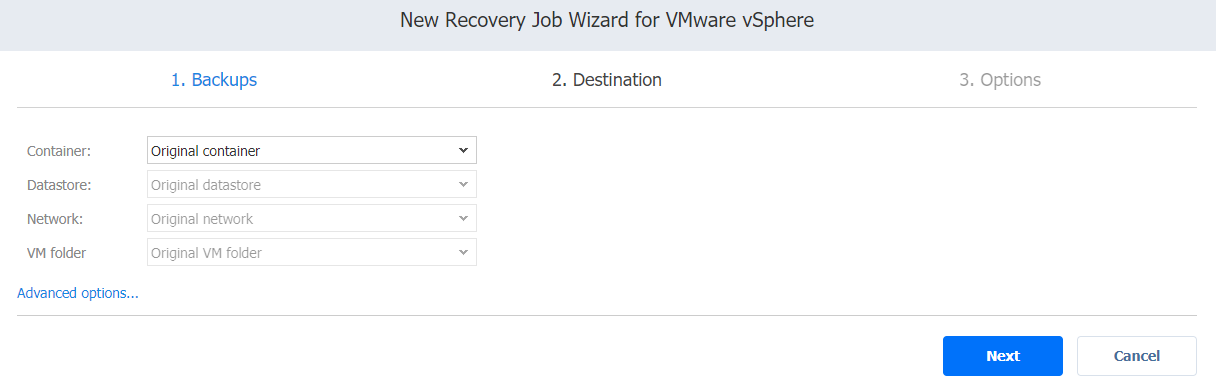 New Recovery Job Wizard for VMware vSphere
1. Backups 2. Destination 3. Options
Container: Original container
Datastore: Original datastore
Network: Original network
VM folder Original VM folder
Advanced options...
Next Cancel